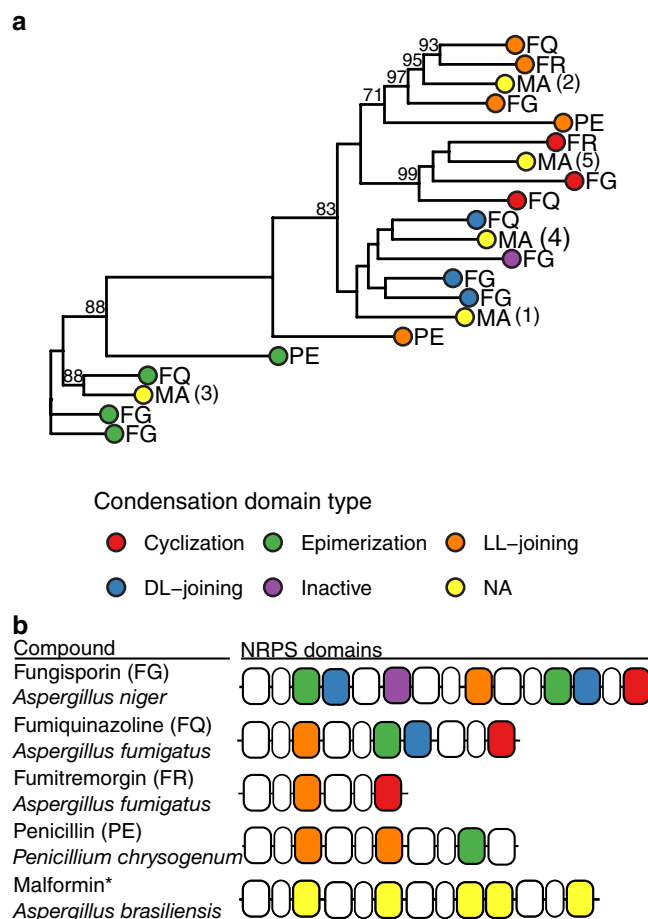 a
93
FQ
95
FR
97
MA (2)
71
FG
PE
FR
MA (5)
99
FG
FQ
83
FQ
MA (4)
FG
FG
FG
MA (1)
88
PE
PE
88
FQ
MA (3)
FG
FG
Condensation domain type
Cyclization Epimerization LL-joining
DL-joining Inactive NA
b
Compound NRPS domains
Fungisporin (FG)
Aspergillus niger
Fumiquinazoline (FQ)
Aspergillus fumigatus
Fumitremorgin (FR)
Aspergillus fumigatus
Penicillin (PE)
Penicillium chrysogenum
Malformin*
Aspergillus brasiliensis